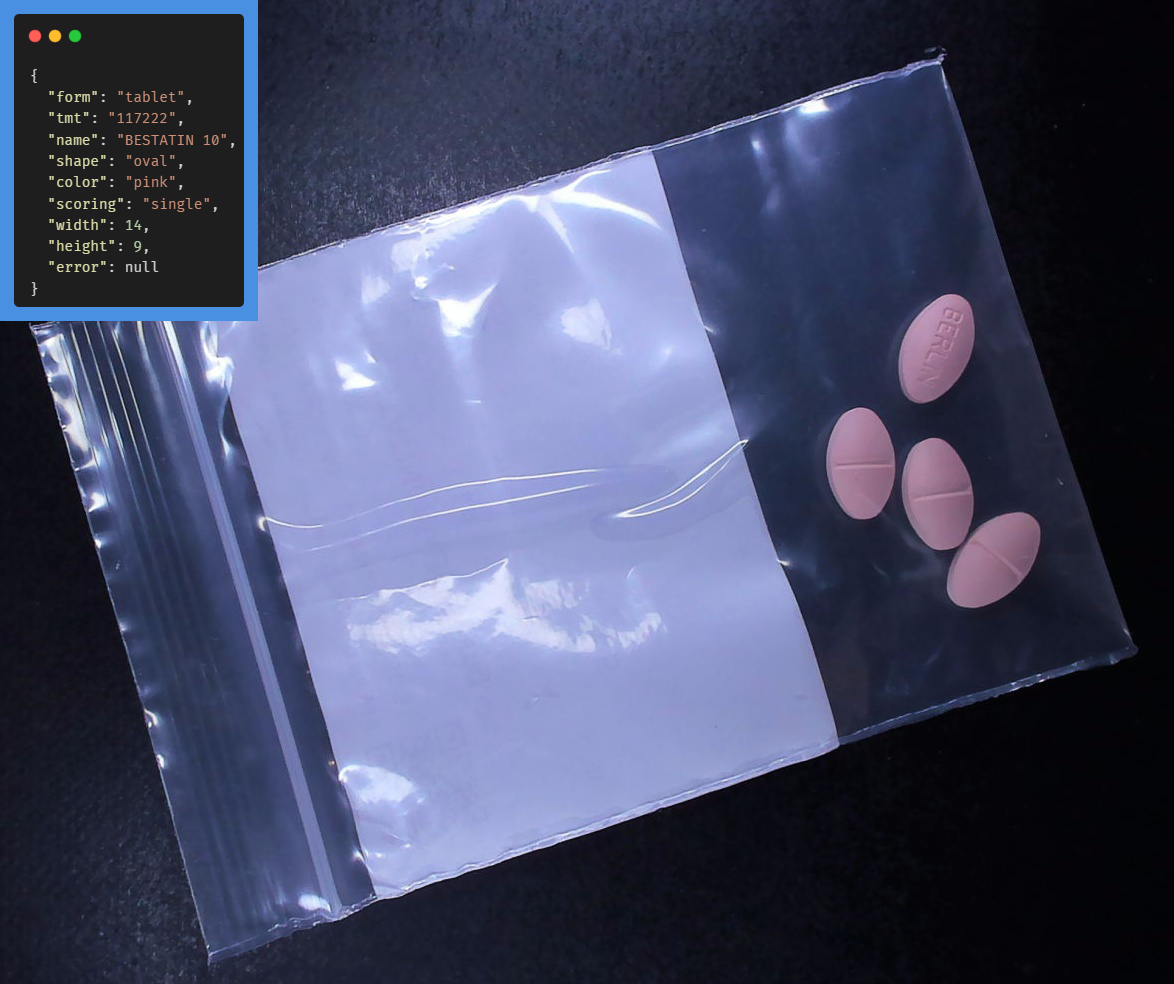 {
"form": "tablet",
"tmt": "117222",
"name": "BESTATIN 10",
"shape": "oval",
"color": "pink",
"scoring": "single",
"width": 14,
"height": 9,
"error": null
}
BERLIN